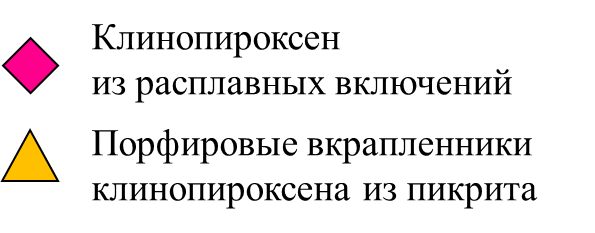 Клинопироксен
из расплавных включений
Порфировые вкрапленники
клинопироксена из пикрита